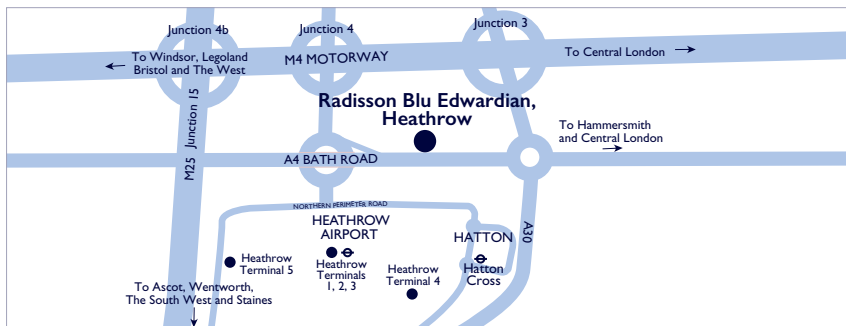 Junction 4b
Junction 4
Junction 3
To Windsor, Legoland
Bristol and The West
M4 MOTORWAY
To Central London
Radisson Blu Edwardian,
Heathrow
M25 Junction 15
To Hammersmith
and Central London
A4 BATH ROAD
NORTHERN PERIMETER ROAD
HEATHROW
AIRPORT
HATTON
A30
Heathrow
Terminal 5
Heathrow
Terminals
1, 2, 3
Heathrow
Terminal 4
Hatton
Cross
To Ascot, Wentworth,
The South West and Staines